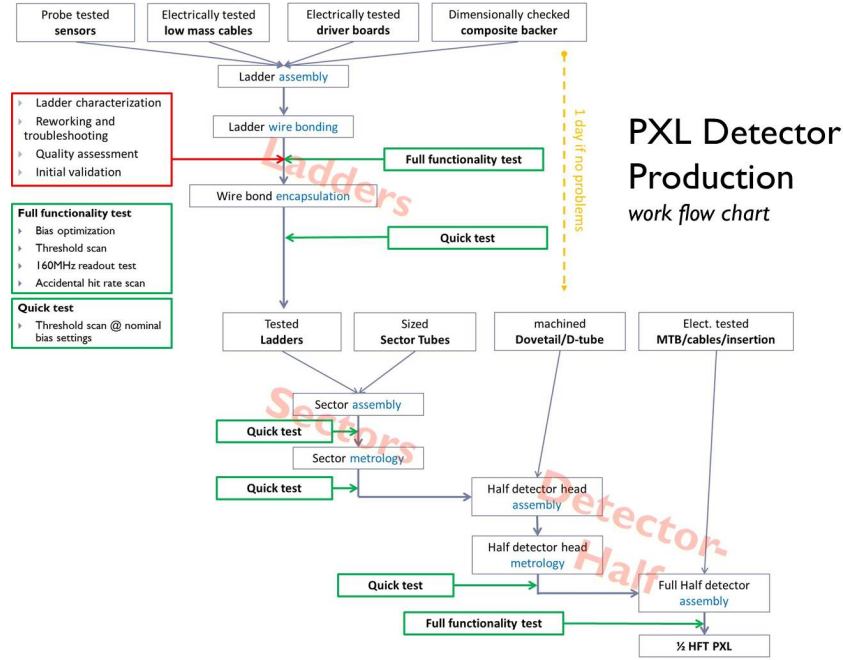 Probe tested
sensors
Electrically tested
low mass cables
Electrically tested
driver boards
Dimensionally checked
composite backer
Ladder assembly
Ladder characterization
Reworking and
troubleshooting
Quality assessment
Initial validation
Ladder wire bonding
Full functionality test
Ladders
Wire bond encapsulation
Quick test
1 day if no problems
PXL Detector
Production
work flow chart
Full functionality test
Bias optimization
Threshold scan
160MHz readout test
Accidental hit rate scan
Quick test
Threshold scan @ nominal
bias settings
Tested
Ladders
Sized
Sector Tubes
machined
Dovetail/D-tube
Elect. tested
MTB/cables/insertion
Sector assembly
Quick test
Sectors
Sector metrology
Quick test
Half detector head
assembly
Detector-
Half
Half detector head
metrology
Quick test
Full Half detector
assembly
Full functionality test
½ HFT PXL